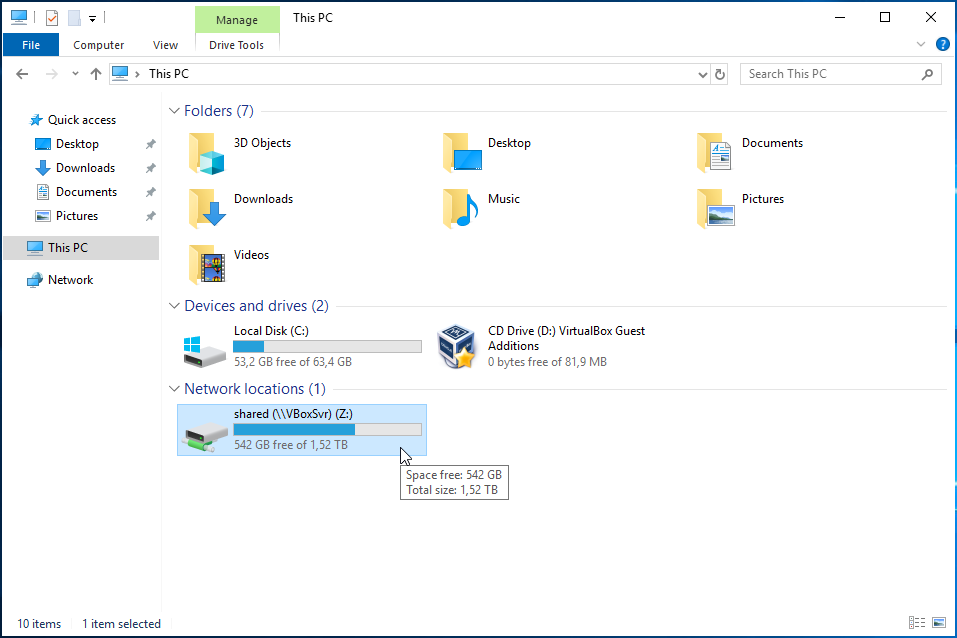 Manage
This PC
File
Computer
View
Drive Tools
This PC
Search This PC
Quick access
Desktop
Downloads
Documents
Pictures
This PC
Network
Folders (7)
3D Objects
Desktop
Documents
Downloads
Music
Pictures
Videos
Devices and drives (2)
Local Disk (C:)
53,2 GB free of 63,4 GB
CD Drive (D:) VirtualBox Guest
Additions
0 bytes free of 81,9 MB
Network locations (1)
shared (\\VBoxSvr) (Z:)
542 GB free of 1,52 TB
Space free: 542 GB
Total size: 1,52 TB
10 items
1 item selected